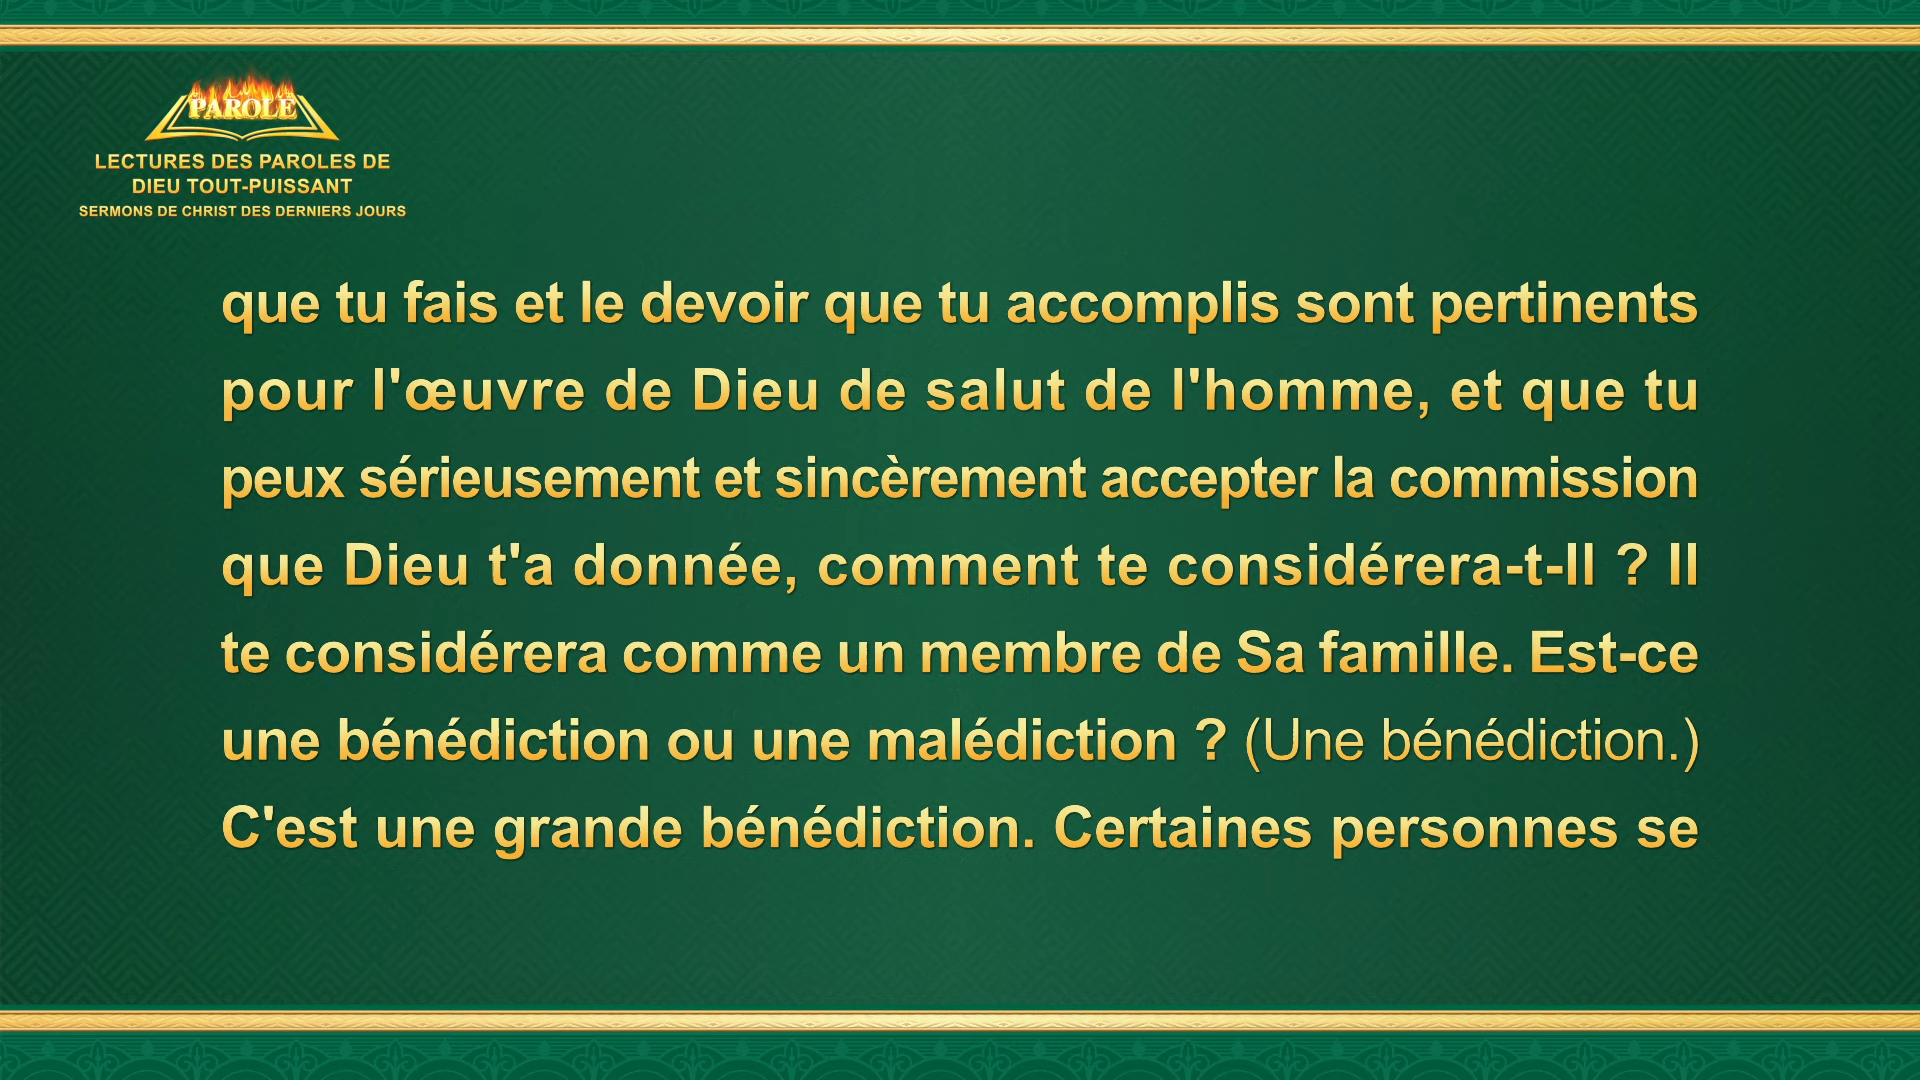 PAROLE
LECTURES DES PAROLES DE
DIEU TOUT-PUISSANT
SERMONS DE CHRIST DES DERNIERS JOURS
que tu fais et le devoir que tu accomplis sont pertinents
pour l'œuvre de Dieu de salut de l'homme, et que tu
peux sérieusement et sincèrement accepter la commission
que Dieu t'a donnée, comment te considérera-t-Il ? Il
te considérera comme un membre de Sa famille. Est-ce
une bénédiction ou une malédiction ? (Une bénédiction.)
C'est une grande bénédiction. Certaines personnes se